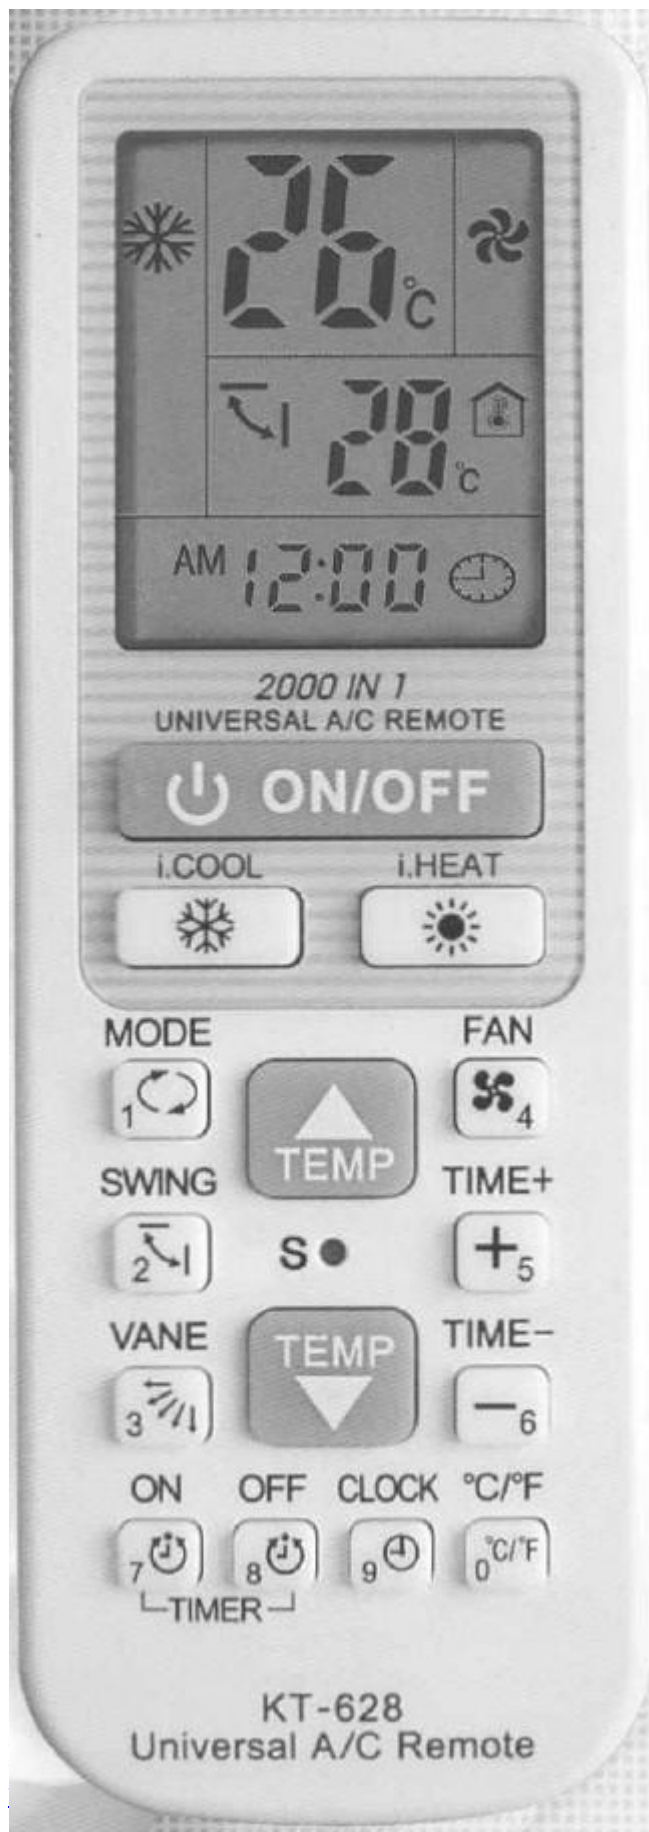 26 °C
28 °C
AM 12:00
2000 IN 1
UNIVERSAL A/C REMOTE
ON/OFF
i.COOL i.HEAT
MODE FAN
1 TEMP 4
SWING TIME+
2 S +5
VANE TIME−
3 TEMP −6
ON OFF CLOCK °C/°F
7 8 9 0 °C/°F
TIMER
KT-628
Universal A/C Remote